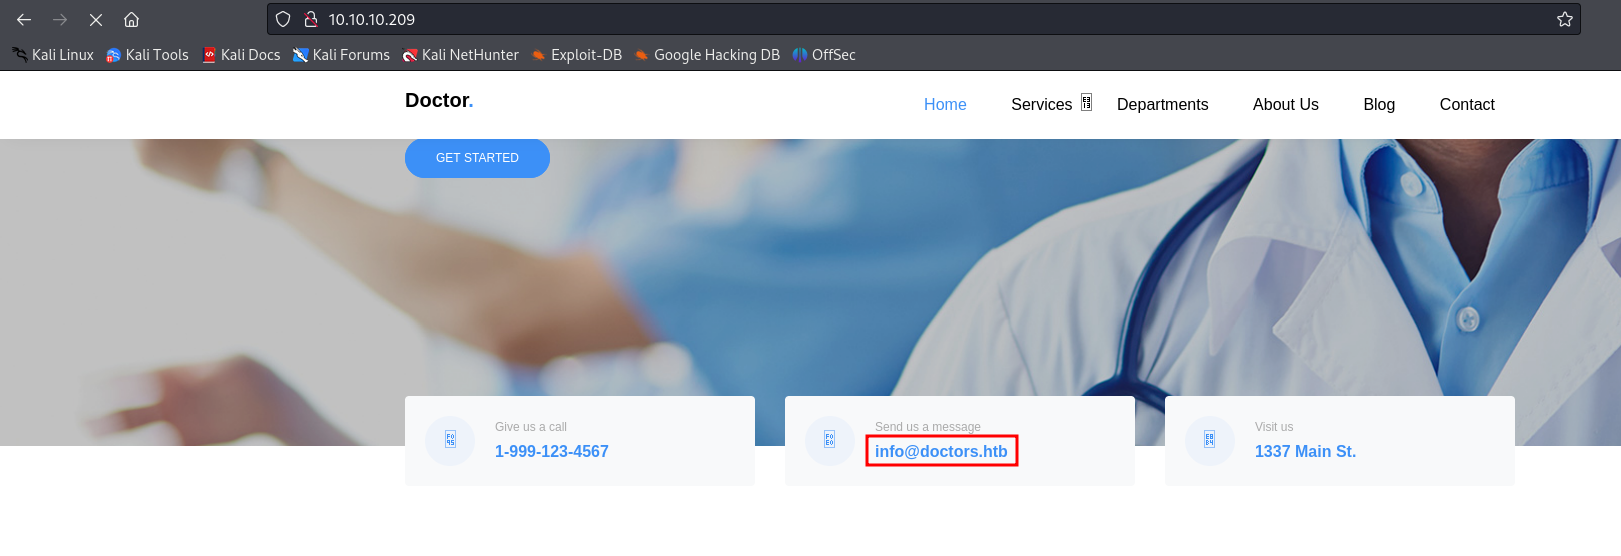 10.10.10.209
Kali Linux Kali Tools Kali Docs Kali Forums Kali NetHunter Exploit-DB Google Hacking DB OffSec
Doctor.
Home Services Departments About Us Blog Contact
GET STARTED
Give us a call
1-999-123-4567
Send us a message
info@doctors.htb
Visit us
1337 Main St.